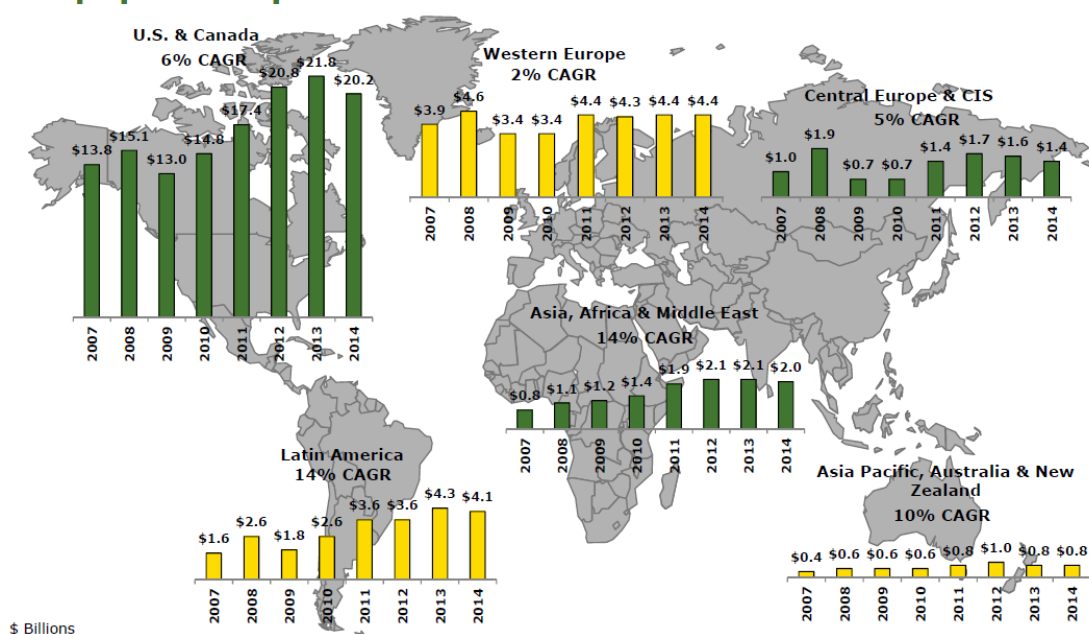 U.S. & Canada
6% CAGR
$13.8 $15.1 $13.0 $14.8 $17.4 $20.8 $21.8 $20.2
2007 2008 2009 2010 2011 2012 2013 2014
Western Europe
2% CAGR
$3.9 $4.6 $3.4 $3.4 $4.4 $4.3 $4.4 $4.4
2007 2008 2009 2010 2011 2012 2013 2014
Central Europe & CIS
5% CAGR
$1.0 $1.9 $0.7 $0.7 $1.4 $1.7 $1.6 $1.4
2007 2008 2009 2010 2011 2012 2013 2014
Asia, Africa & Middle East
14% CAGR
$0.8 $1.1 $1.2 $1.4 $1.9 $2.1 $2.1 $2.0
2007 2008 2009 2010 2011 2012 2013 2014
Latin America
14% CAGR
$1.6 $2.6 $1.8 $2.6 $3.6 $3.6 $4.3 $4.1
2007 2008 2009 2010 2011 2012 2013 2014
Asia Pacific, Australia & New
Zealand
10% CAGR
$0.4 $0.6 $0.6 $0.6 $0.8 $1.0 $0.8 $0.8
2007 2008 2009 2010 2011 2012 2013 2014
$ Billions